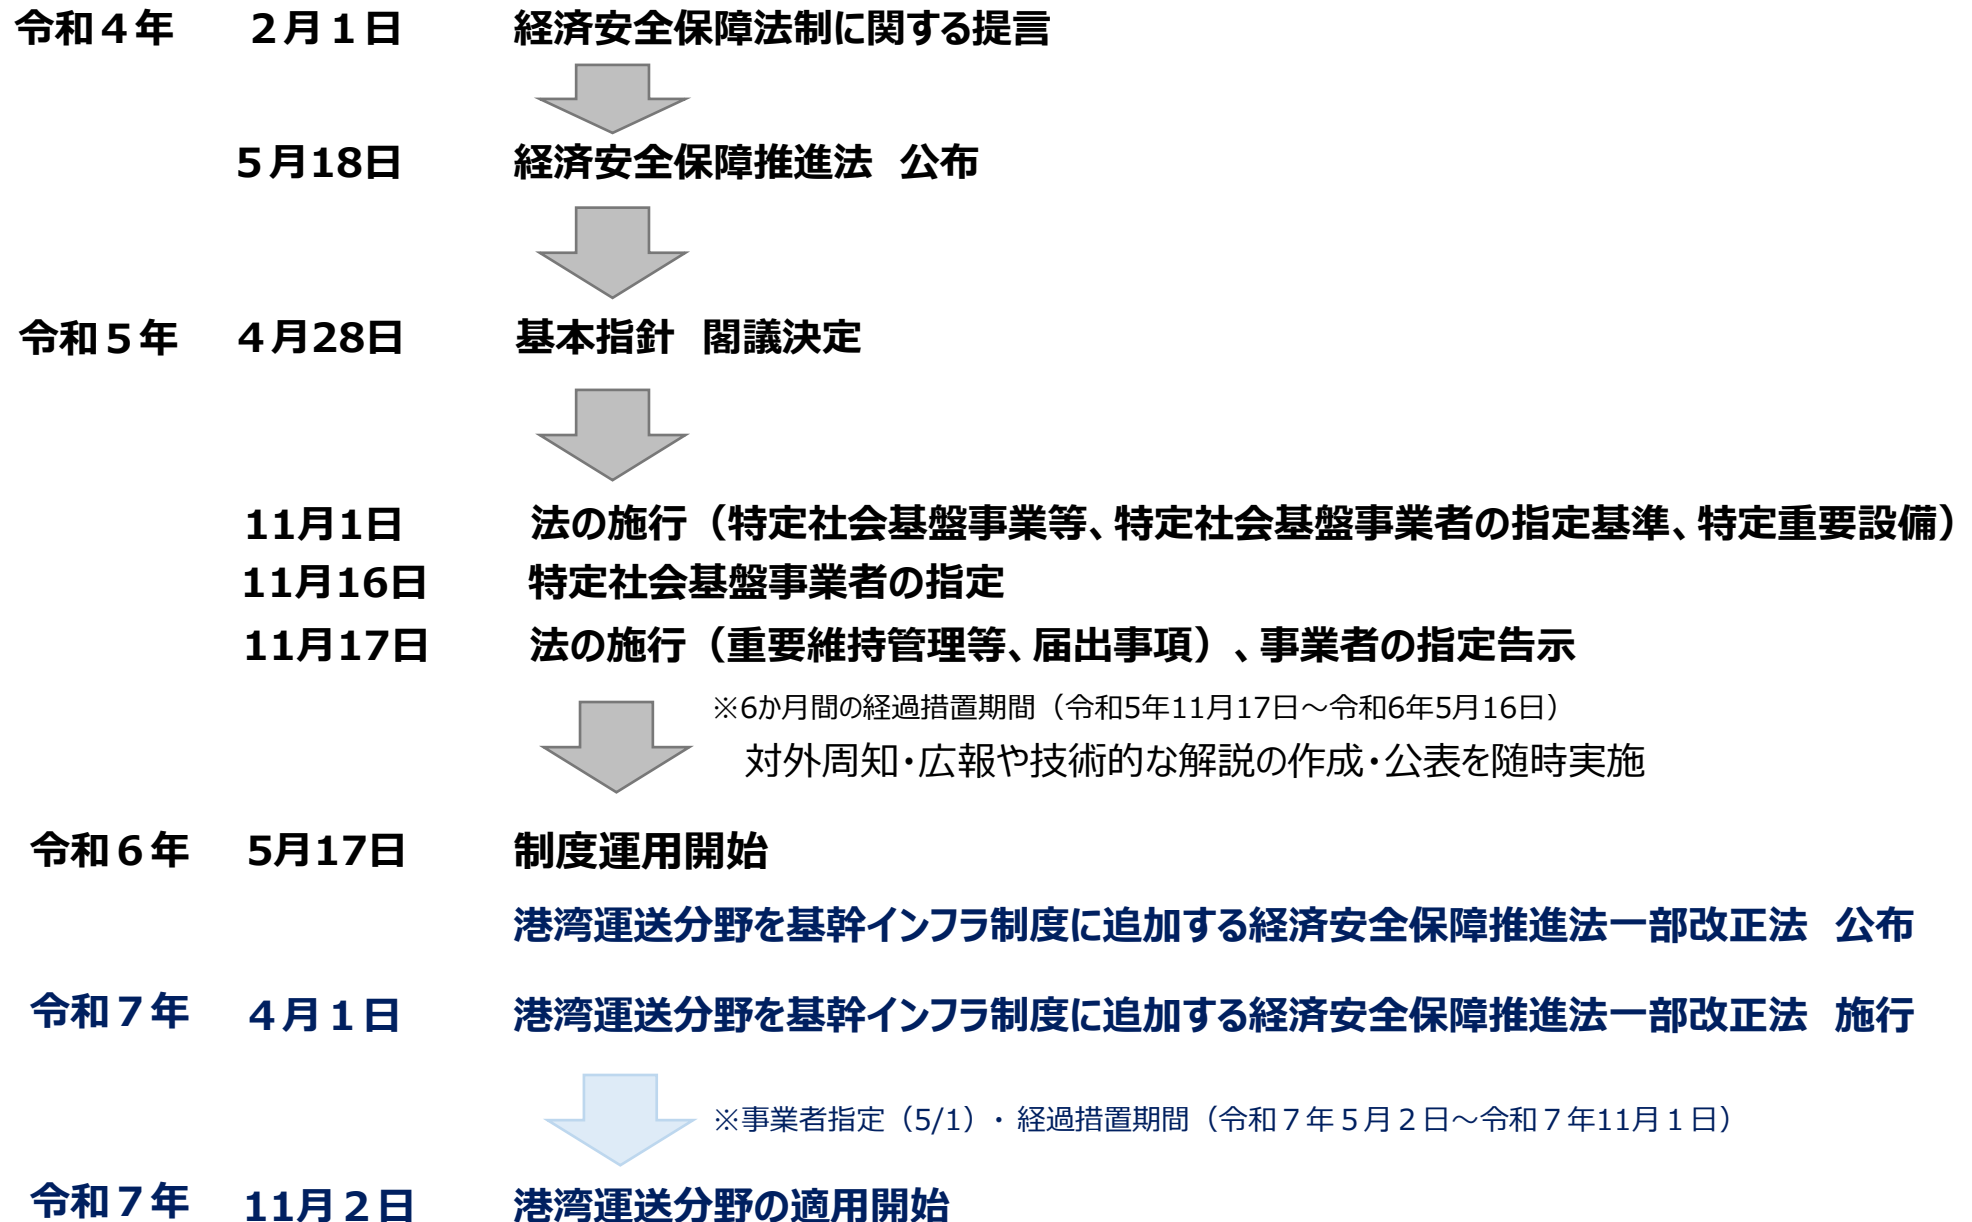 令和４年　２月１日　経済安全保障法制に関する提言
５月18日　経済安全保障推進法　公布
令和５年　４月28日　基本指針　閣議決定
11月1日　法の施行（特定社会基盤事業等、特定社会基盤事業者の指定基準、特定重要設備）
11月16日　特定社会基盤事業者の指定
11月17日　法の施行（重要維持管理等、届出事項）、事業者の指定告示
※6か月間の経過措置期間（令和5年11月17日～令和6年5月16日）
対外周知・広報や技術的な解説の作成・公表を随時実施
令和６年　5月17日　制度運用開始
港湾運送分野を基幹インフラ制度に追加する経済安全保障推進法一部改正法　公布
令和７年　４月１日　港湾運送分野を基幹インフラ制度に追加する経済安全保障推進法一部改正法　施行
※事業者指定（5/1）・経過措置期間（令和７年５月２日～令和７年11月１日）
令和７年　11月２日　港湾運送分野の適用開始